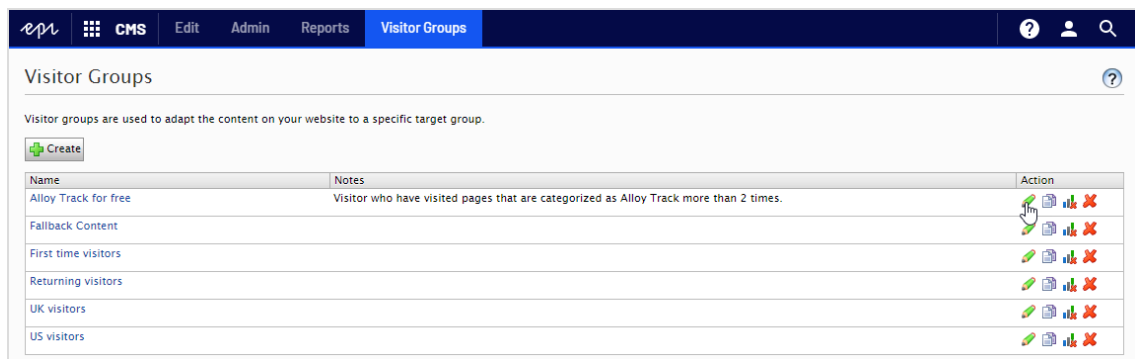 epi CMS Edit Admin Reports Visitor Groups ?
Visitor Groups ?
Visitor groups are used to adapt the content on your website to a specific target group.
Create
Name Notes Action
Alloy Track for free Visitor who have visited pages that are categorized as Alloy Track more than 2 times.
Fallback Content
First time visitors
Returning visitors
UK visitors
US visitors